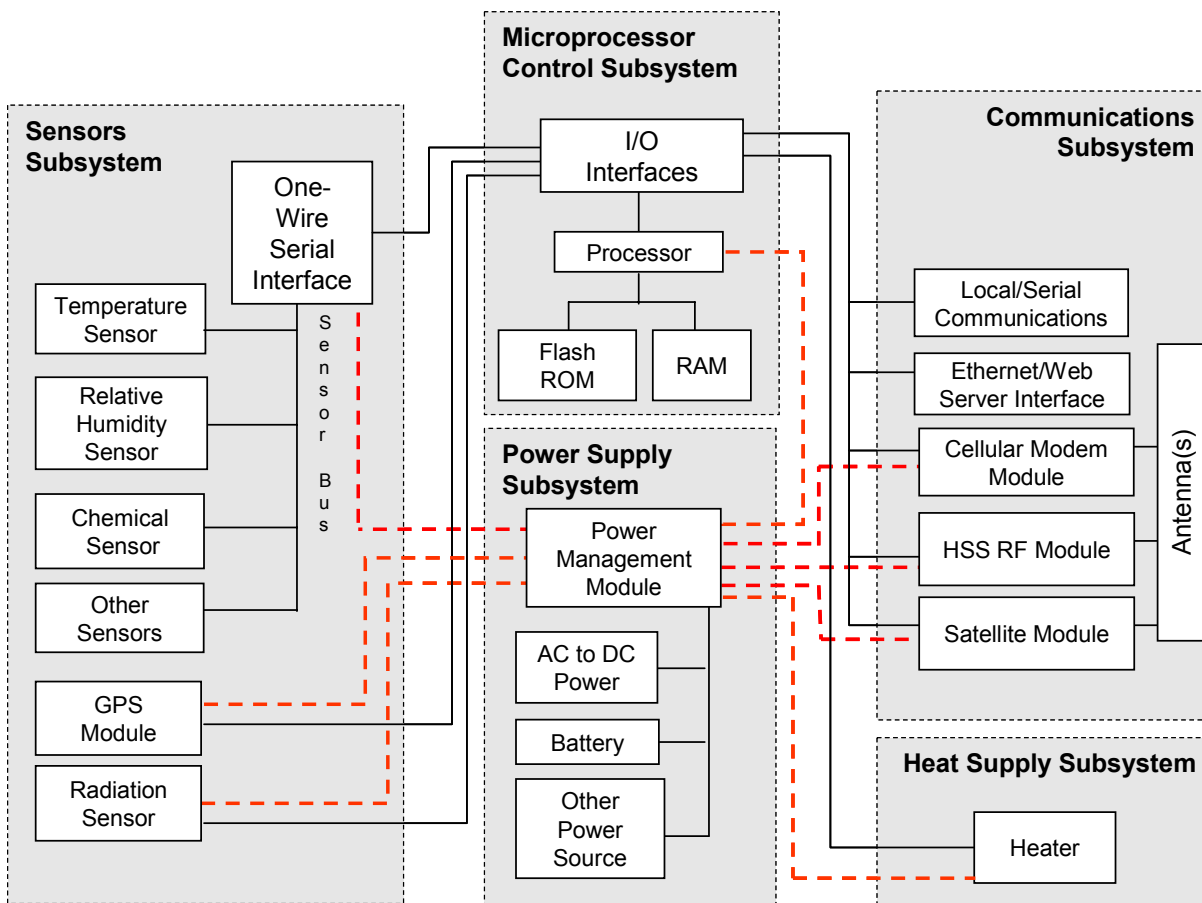 Microprocessor
Control Subsystem
I/O
Interfaces
Processor
Flash
ROM
RAM
Sensors
Subsystem
One-
Wire
Serial
Interface
Temperature
Sensor
Relative
Humidity
Sensor
Chemical
Sensor
Other
Sensors
Sensor Bus
GPS
Module
Radiation
Sensor
Power Supply
Subsystem
Power
Management
Module
AC to DC
Power
Battery
Other
Power
Source
Communications
Subsystem
Local/Serial
Communications
Ethernet/Web
Server Interface
Cellular Modem
Module
HSS RF Module
Satellite Module
Antenna(s)
Heat Supply Subsystem
Heater